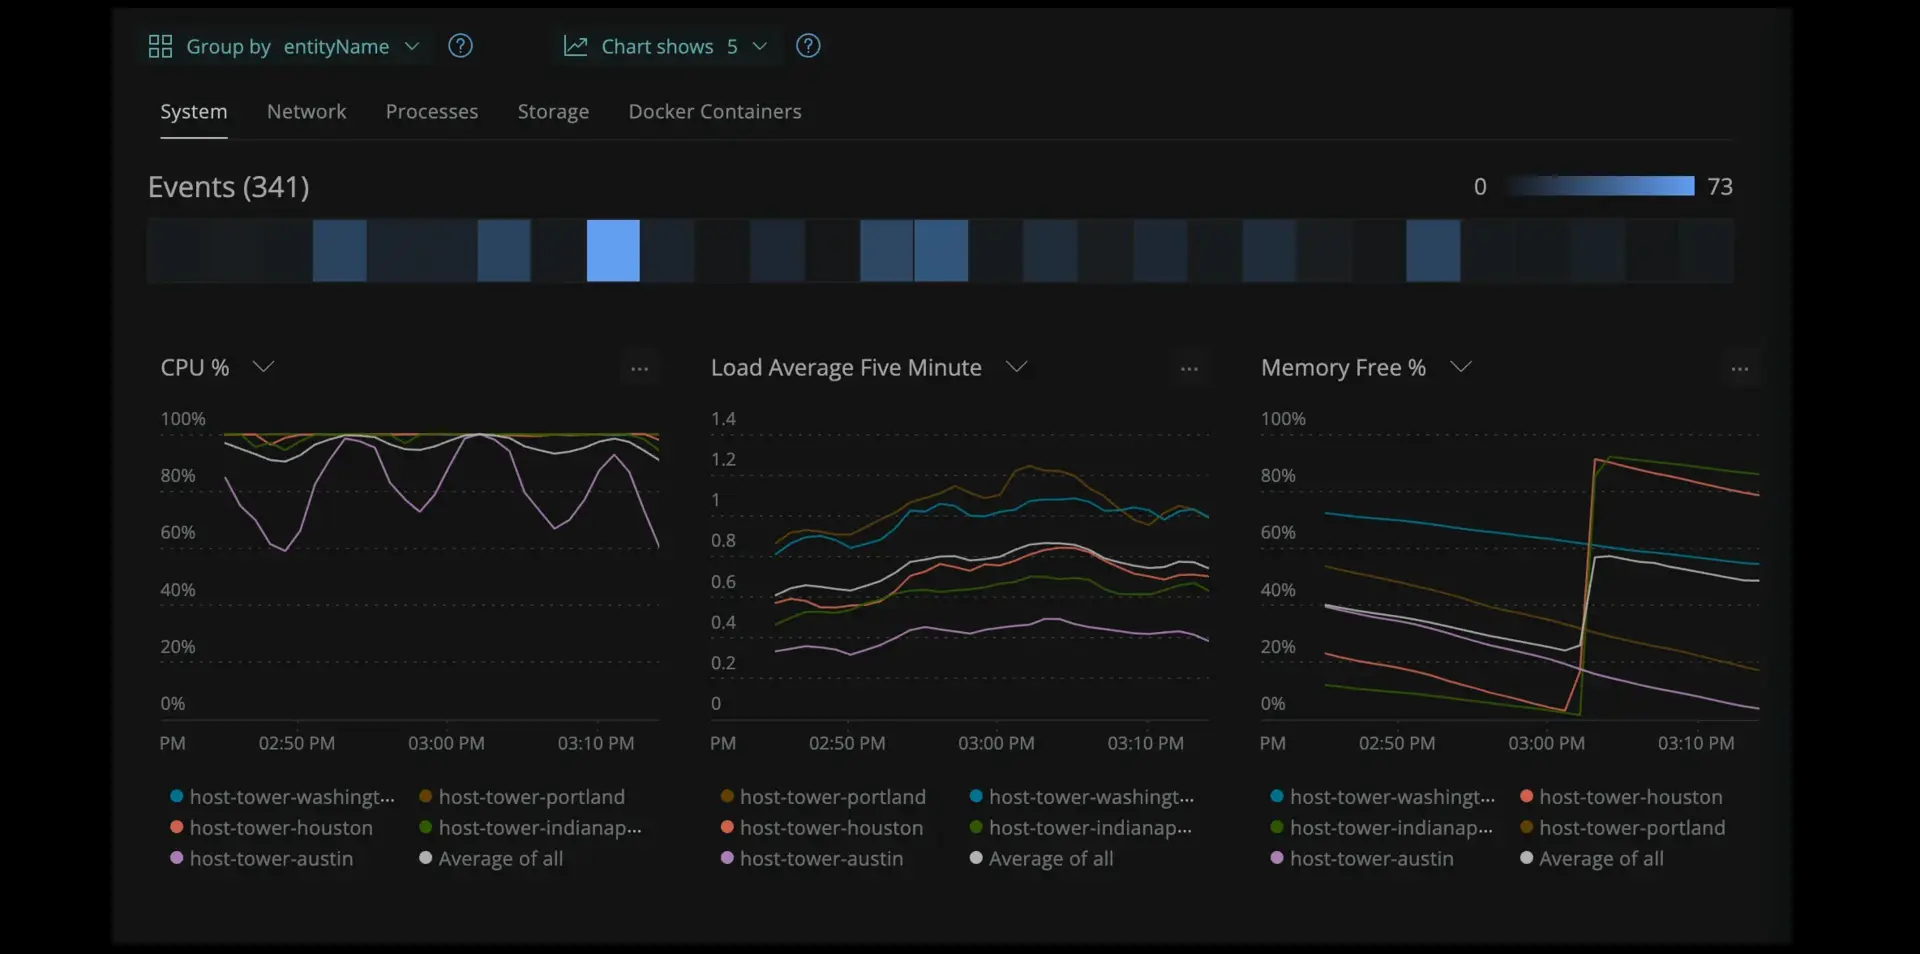 Group by entityName ? Chart shows 5 ?
System Network Processes Storage Docker Containers
Events (341) 0 73
CPU % ...
100%
80%
60%
40%
20%
0%
PM 02:50 PM 03:00 PM 03:10 PM
host-tower-washingt... host-tower-portland
host-tower-houston host-tower-indianap...
host-tower-austin Average of all
Load Average Five Minute ...
1.4
1.2
1
0.8
0.6
0.4
0.2
0
PM 02:50 PM 03:00 PM 03:10 PM
host-tower-portland host-tower-washingt...
host-tower-houston host-tower-indianap...
host-tower-austin Average of all
Memory Free % ...
100%
80%
60%
40%
20%
0%
PM 02:50 PM 03:00 PM 03:10 PM
host-tower-washingt... host-tower-houston
host-tower-indianap... host-tower-portland
host-tower-austin Average of all